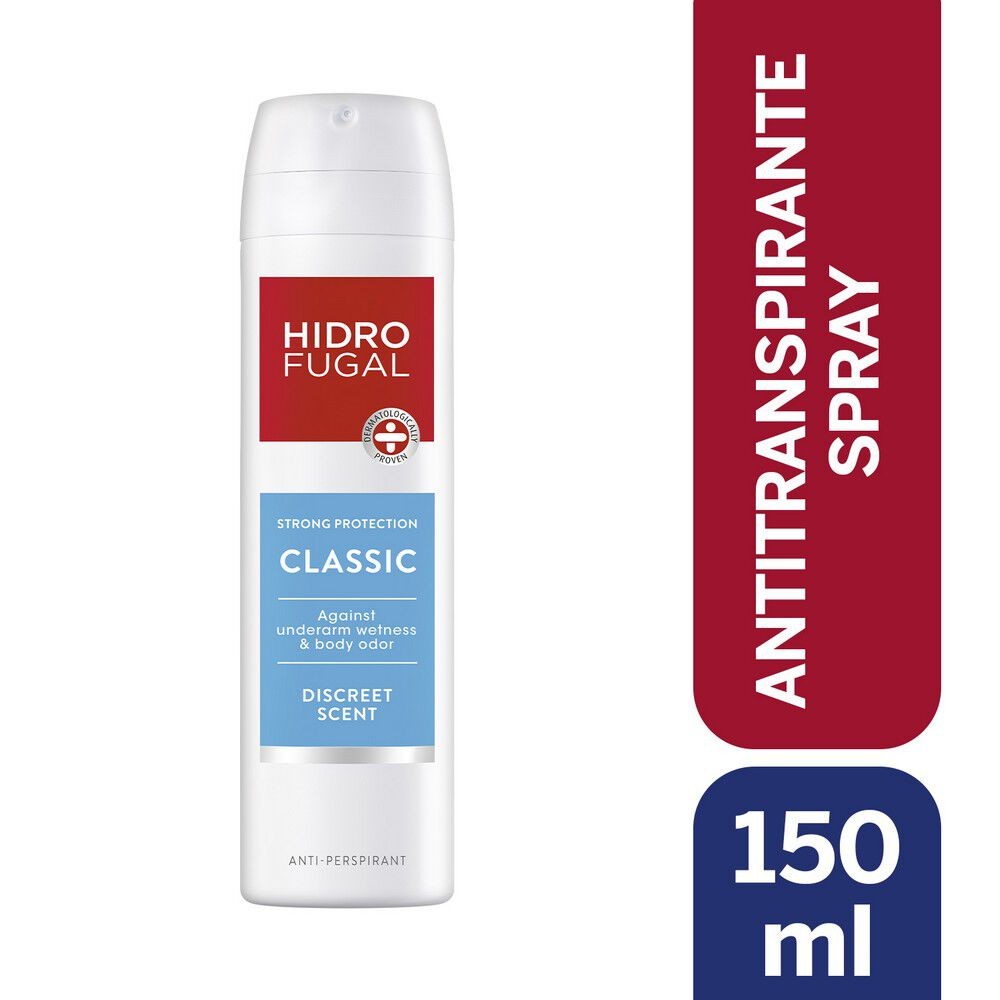 HIDRO
FUGAL
DERMATOLOGICALLY
PROVEN
STRONG PROTECTION
CLASSIC
Against
underarm wetness
& body odor
DISCREET
SCENT
ANTI-PERSPIRANT
ANTITRANSPIRANTE
SPRAY
150
ml